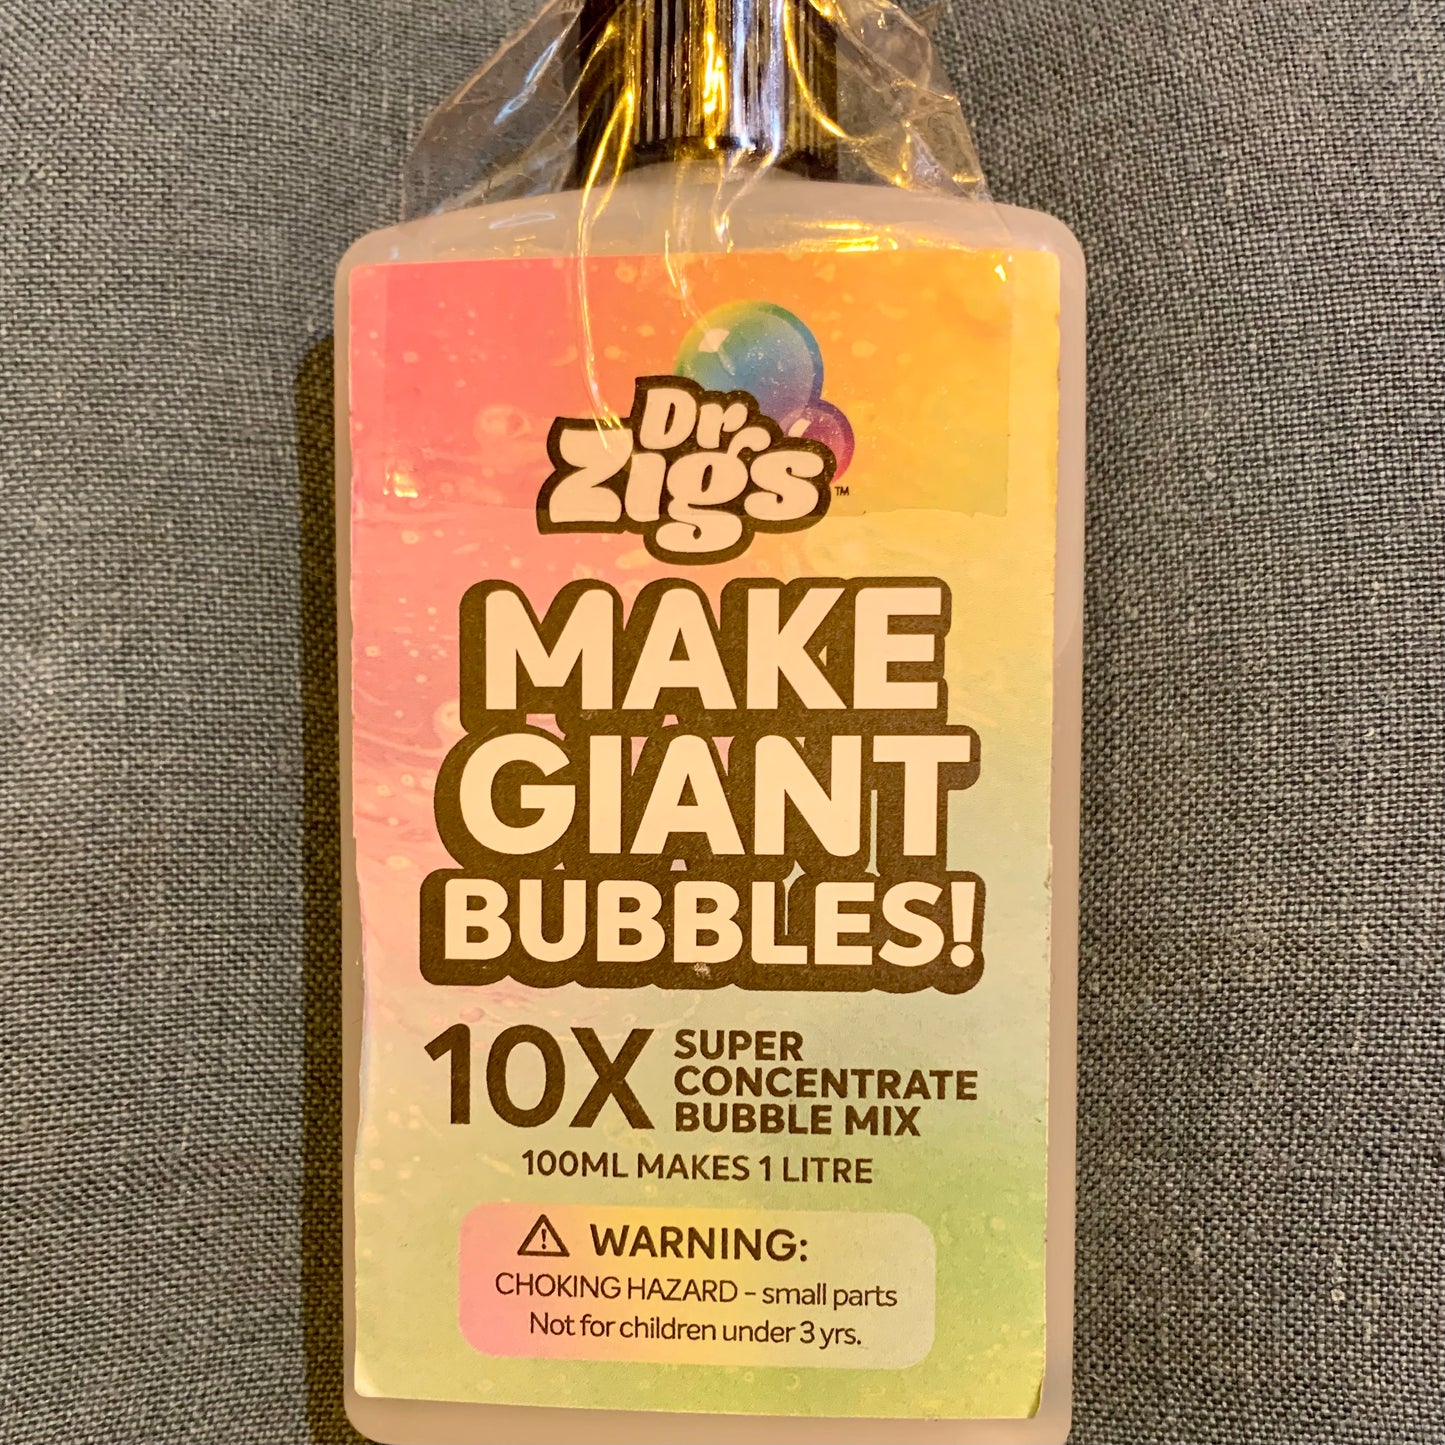 Dr.
Zigs
TM
MAKE
GIANT
BUBBLES!
10X
SUPER
CONCENTRATE
BUBBLE MIX
100ML MAKES 1 LITRE
WARNING:
CHOKING HAZARD – small parts
Not for children under 3 yrs.